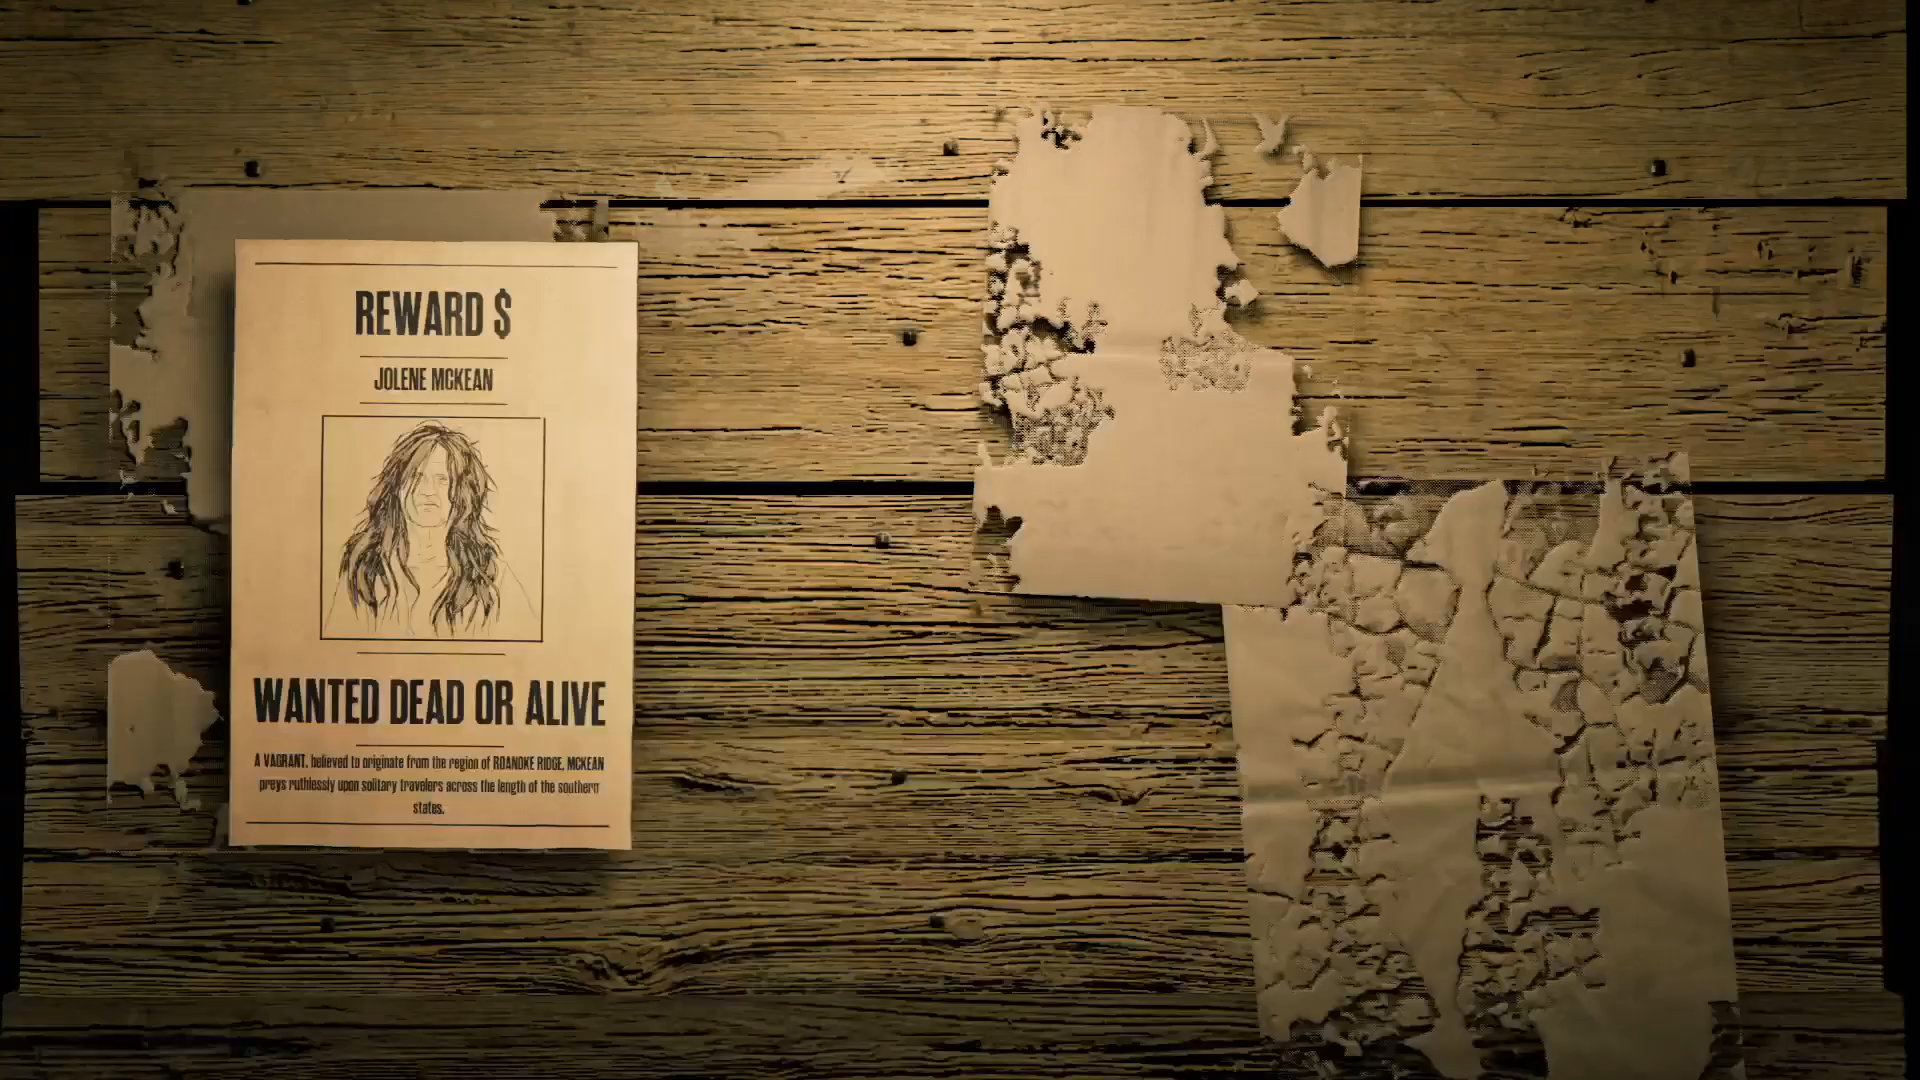 REWARD $
JOLENE MCKEAN
WANTED DEAD OR ALIVE
A VAGRANT, believed to originate from the region of ROANOKE RIDGE, MCKEAN
preys ruthlessly upon solitary travelers across the length of the southern
states.